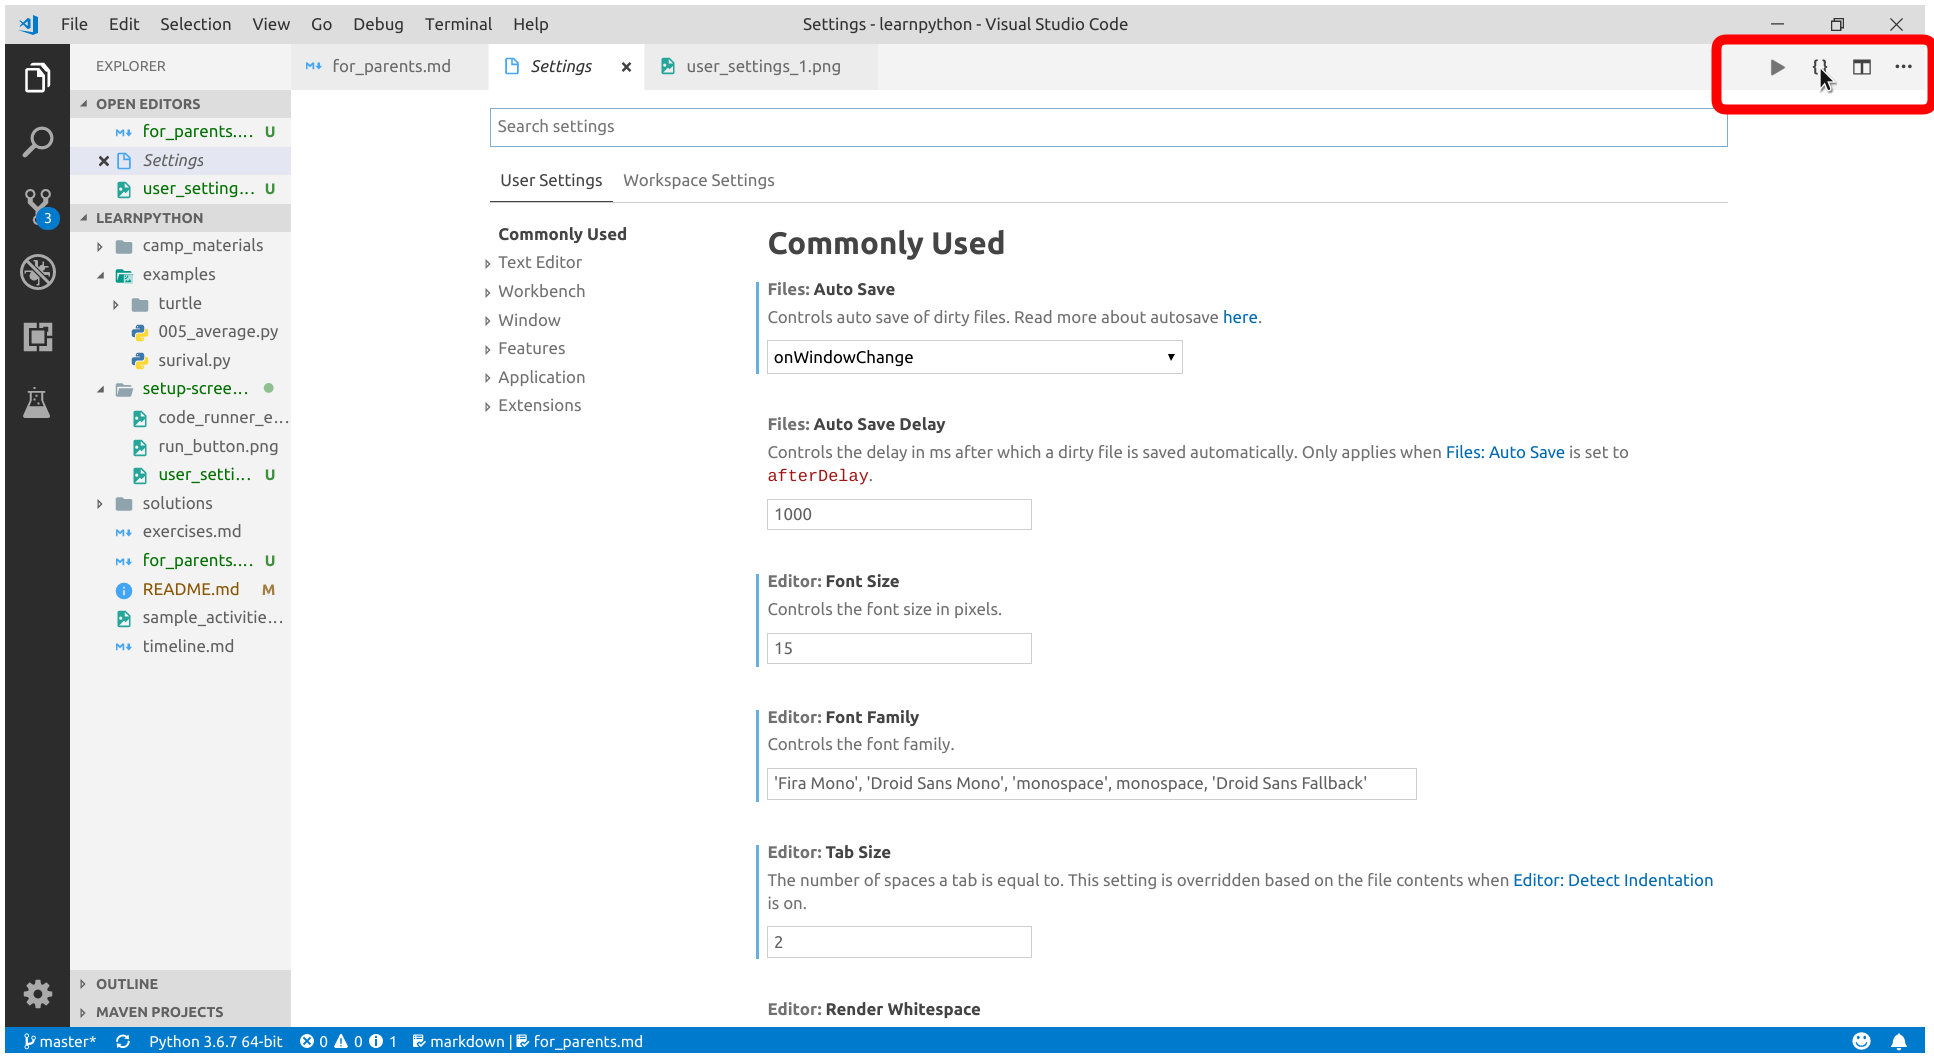 File Edit Selection View Go Debug Terminal Help
Settings - learnpython - Visual Studio Code
EXPLORER
for_parents.md
Settings
user_settings_1.png
{}
OPEN EDITORS
for_parents.... U
Settings
user_setting... U
3
LEARNPYTHON
camp_materials
examples
turtle
005_average.py
surival.py
setup-scree...
code_runner_e...
run_button.png
user_setti... U
solutions
exercises.md
for_parents.... U
README.md M
sample_activitie...
timeline.md
OUTLINE
MAVEN PROJECTS
Search settings
User Settings Workspace Settings
Commonly Used
Text Editor
Workbench
Window
Features
Application
Extensions
Commonly Used
Files: Auto Save
Controls auto save of dirty files. Read more about autosave here.
onWindowChange
Files: Auto Save Delay
Controls the delay in ms after which a dirty file is saved automatically. Only applies when Files: Auto Save is set to
afterDelay.
1000
Editor: Font Size
Controls the font size in pixels.
15
Editor: Font Family
Controls the font family.
'Fira Mono', 'Droid Sans Mono', 'monospace', monospace, 'Droid Sans Fallback'
Editor: Tab Size
The number of spaces a tab is equal to. This setting is overridden based on the file contents when Editor: Detect Indentation
is on.
2
Editor: Render Whitespace
master* Python 3.6.7 64-bit 0 0 1 markdown | for_parents.md